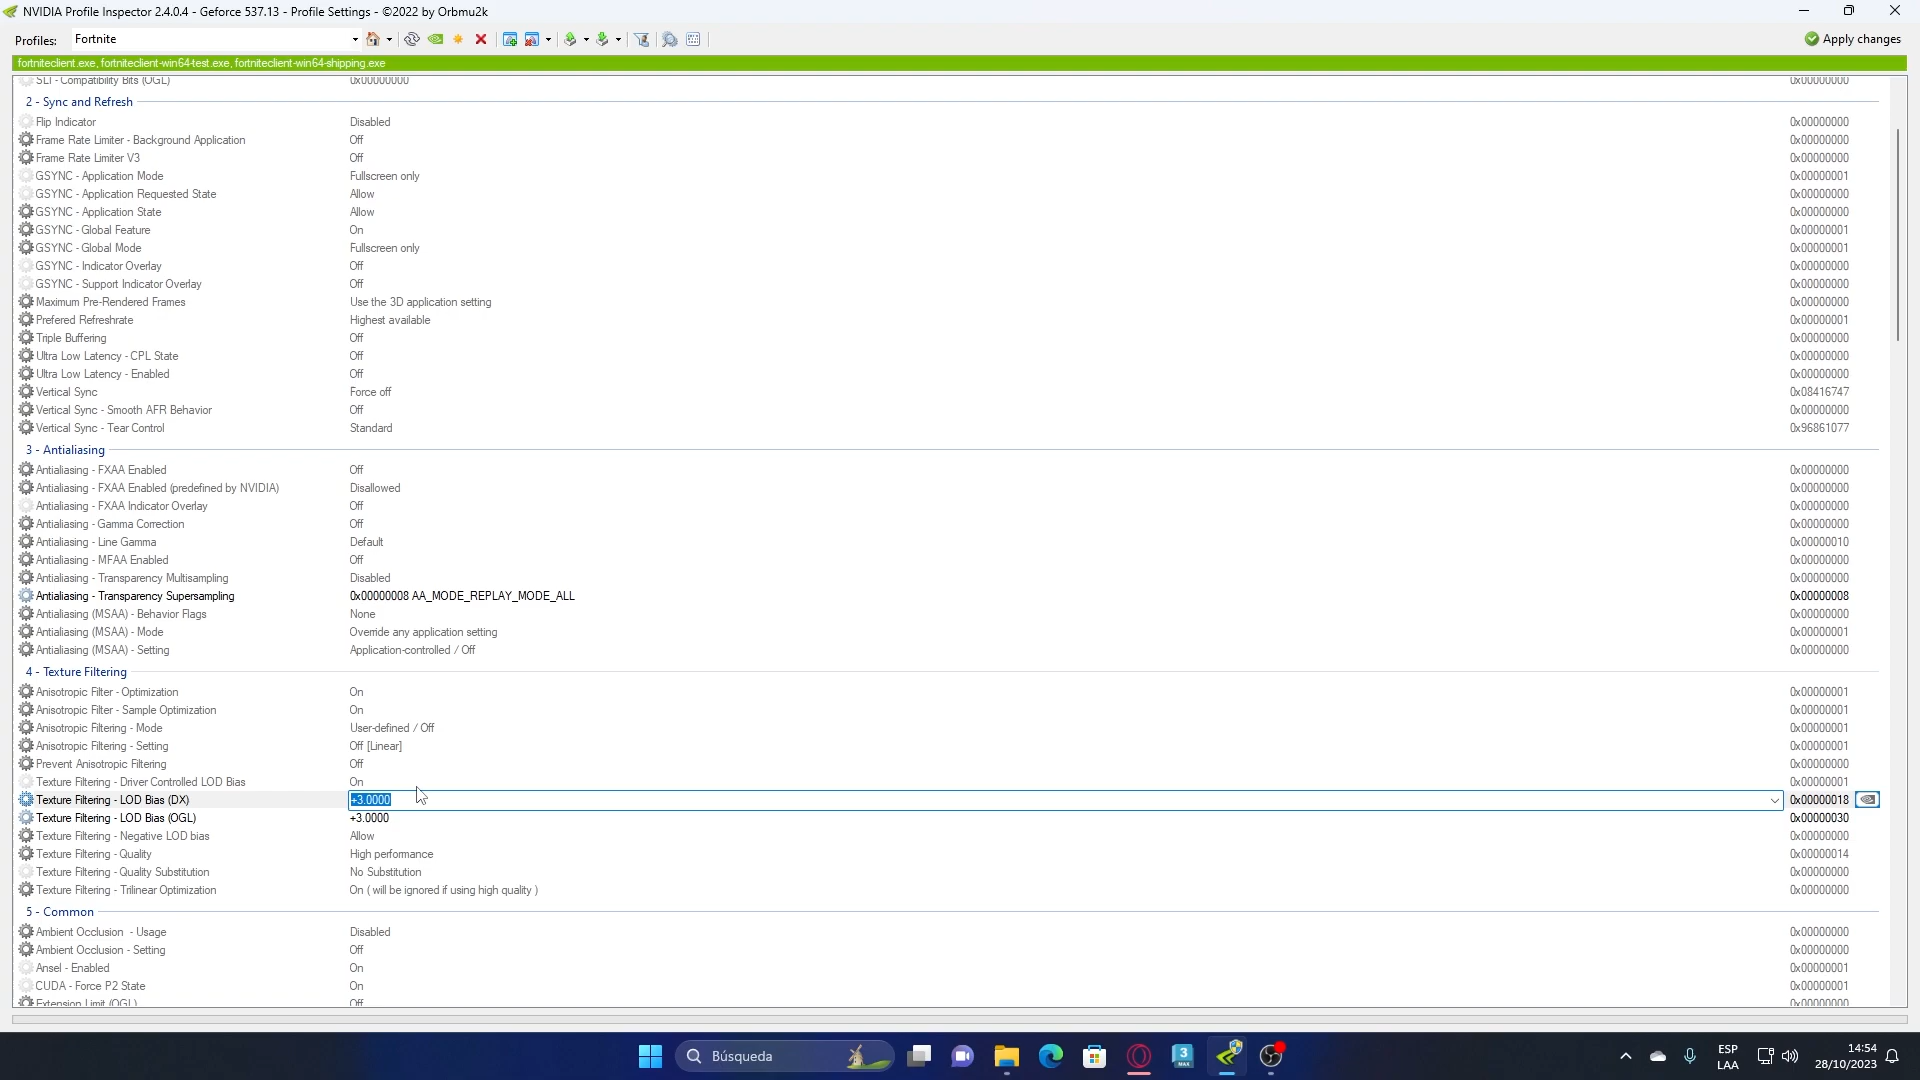 NVIDIA Profile Inspector 2.4.0.4 - Geforce 537.13 - Profile Settings - ©2022 by Orbmu2k
Profiles: Fortnite Apply changes
fortniteclient.exe, fortniteclient-win64-test.exe, fortniteclient-win64-shipping.exe
SLI - Compatibility Bits (OGL) 0x00000000 0x00000000
2 - Sync and Refresh
Flip Indicator Disabled 0x00000000
Frame Rate Limiter - Background Application Off 0x00000000
Frame Rate Limiter V3 Off 0x00000000
GSYNC - Application Mode Fullscreen only 0x00000001
GSYNC - Application Requested State Allow 0x00000000
GSYNC - Application State Allow 0x00000000
GSYNC - Global Feature On 0x00000001
GSYNC - Global Mode Fullscreen only 0x00000001
GSYNC - Indicator Overlay Off 0x00000000
GSYNC - Support Indicator Overlay Off 0x00000000
Maximum Pre-Rendered Frames Use the 3D application setting 0x00000000
Prefered Refreshrate Highest available 0x00000001
Triple Buffering Off 0x00000000
Ultra Low Latency - CPL State Off 0x00000000
Ultra Low Latency - Enabled Off 0x00000000
Vertical Sync Force off 0x08416747
Vertical Sync - Smooth AFR Behavior Off 0x00000000
Vertical Sync - Tear Control Standard 0x96861077
3 - Antialiasing
Antialiasing - FXAA Enabled Off 0x00000000
Antialiasing - FXAA Enabled (predefined by NVIDIA) Disallowed 0x00000000
Antialiasing - FXAA Indicator Overlay Off 0x00000000
Antialiasing - Gamma Correction Off 0x00000000
Antialiasing - Line Gamma Default 0x00000010
Antialiasing - MFAA Enabled Off 0x00000000
Antialiasing - Transparency Multisampling Disabled 0x00000000
Antialiasing - Transparency Supersampling 0x00000008 AA_MODE_REPLAY_MODE_ALL 0x00000008
Antialiasing (MSAA) - Behavior Flags None 0x00000000
Antialiasing (MSAA) - Mode Override any application setting 0x00000001
Antialiasing (MSAA) - Setting Application-controlled / Off 0x00000000
4 - Texture Filtering
Anisotropic Filter - Optimization On 0x00000001
Anisotropic Filter - Sample Optimization On 0x00000001
Anisotropic Filtering - Mode User-defined / Off 0x00000001
Anisotropic Filtering - Setting Off [Linear] 0x00000001
Prevent Anisotropic Filtering Off 0x00000000
Texture Filtering - Driver Controlled LOD Bias On 0x00000001
Texture Filtering - LOD Bias (DX) +3.0000 0x00000018
Texture Filtering - LOD Bias (OGL) +3.0000 0x00000030
Texture Filtering - Negative LOD bias Allow 0x00000000
Texture Filtering - Quality High performance 0x00000014
Texture Filtering - Quality Substitution No Substitution 0x00000000
Texture Filtering - Trilinear Optimization On ( will be ignored if using high quality ) 0x00000000
5 - Common
Ambient Occlusion - Usage Disabled 0x00000000
Ambient Occlusion - Setting Off 0x00000000
Ansel - Enabled On 0x00000001
CUDA - Force P2 State On 0x00000001
Extension Limit (OGL) Off 0x00000000
Búsqueda
3
MAX
ESP
LAA
14:54
28/10/2023